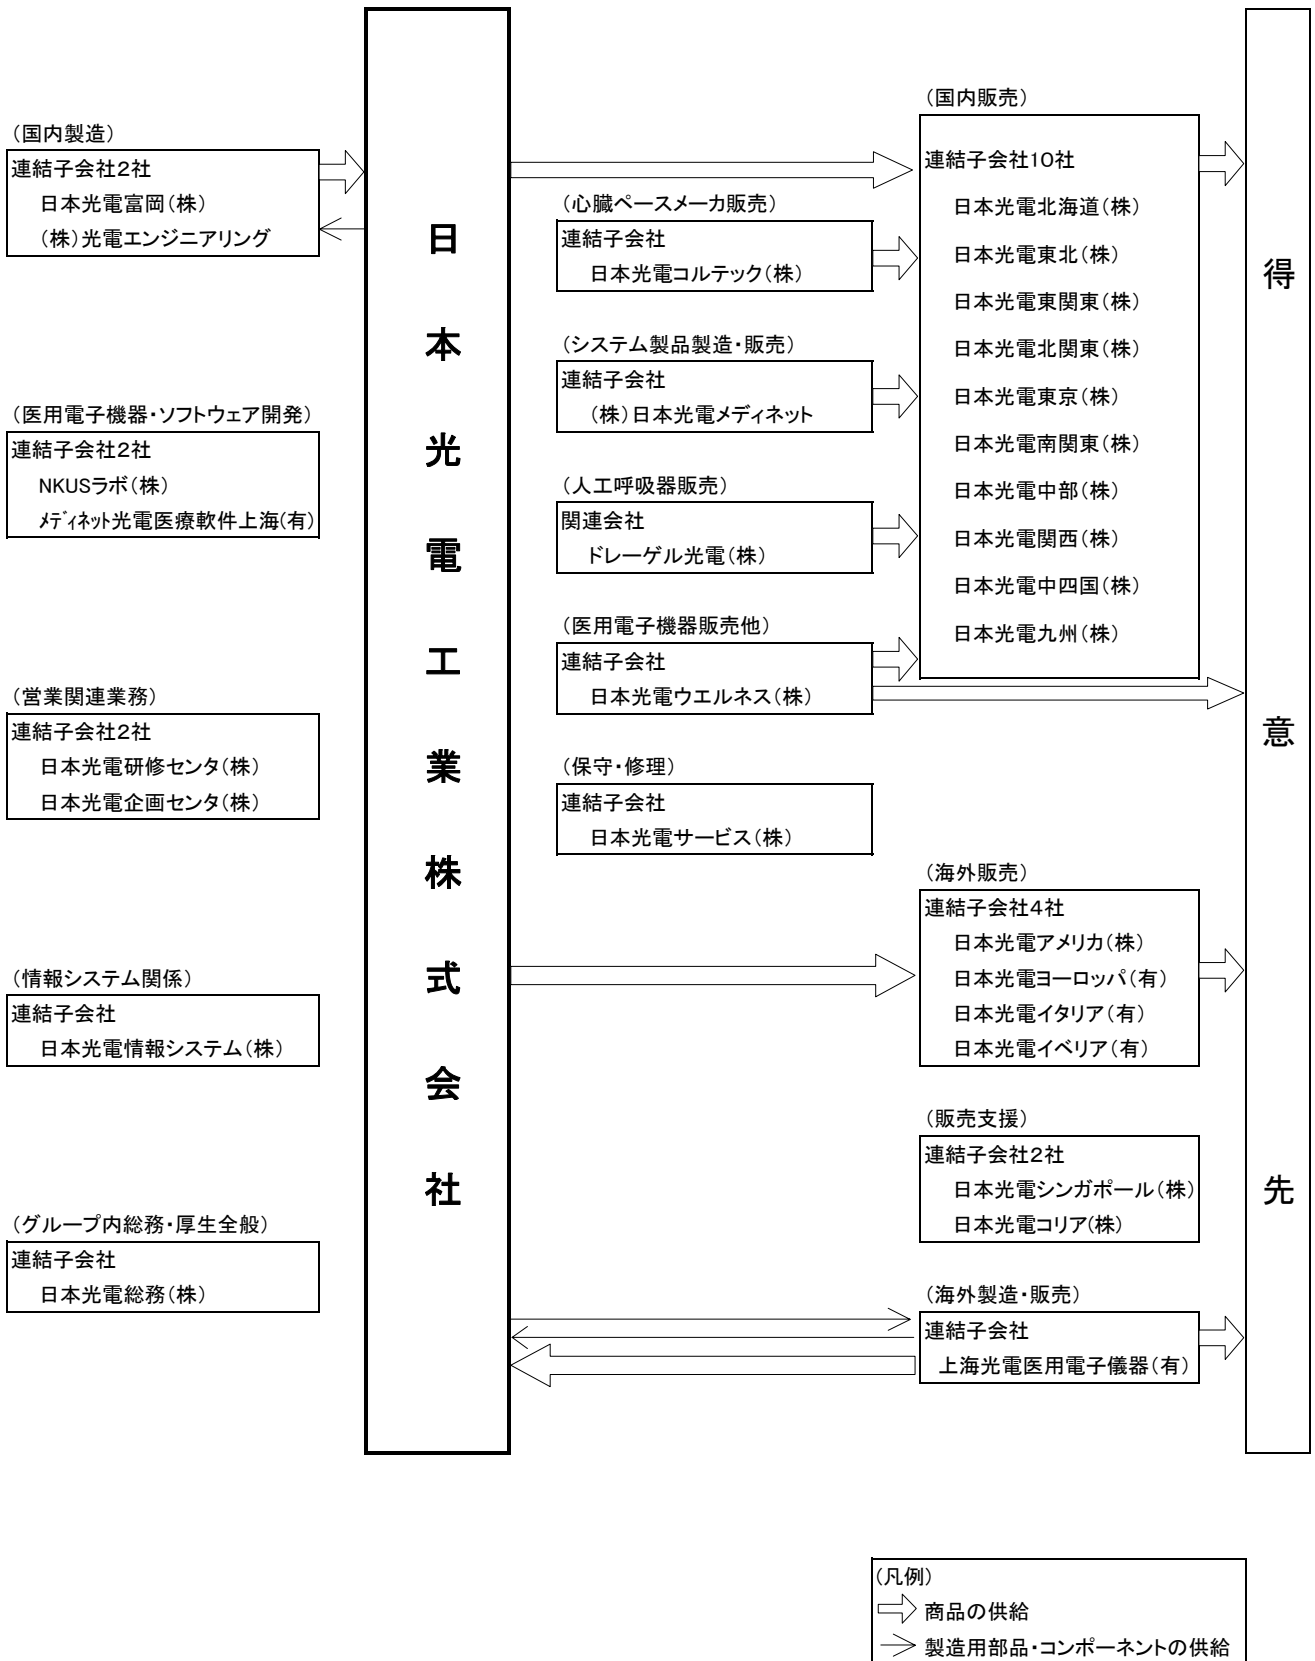 (国内製造)
連結子会社2社
日本光電富岡(株)
(株)光電エンジニアリング
(医用電子機器・ソフトウェア開発)
連結子会社2社
NKUSラボ(株)
メディネット光電医療軟件上海(有)
(営業関連業務)
連結子会社2社
日本光電研修センタ(株)
日本光電企画センタ(株)
(情報システム関係)
連結子会社
日本光電情報システム(株)
(グループ内総務・厚生全般)
連結子会社
日本光電総務(株)
日本光電工業株式会社
(心臓ペースメーカ販売)
連結子会社
日本光電コルテック(株)
(システム製品製造・販売)
連結子会社
(株)日本光電メディネット
(人工呼吸器販売)
関連会社
ドレーゲル光電(株)
(医用電子機器販売他)
連結子会社
日本光電ウエルネス(株)
(保守・修理)
連結子会社
日本光電サービス(株)
(国内販売)
連結子会社10社
日本光電北海道(株)
日本光電東北(株)
日本光電東関東(株)
日本光電北関東(株)
日本光電東京(株)
日本光電南関東(株)
日本光電中部(株)
日本光電関西(株)
日本光電中四国(株)
日本光電九州(株)
(海外販売)
連結子会社4社
日本光電アメリカ(株)
日本光電ヨーロッパ(有)
日本光電イタリア(有)
日本光電イベリア(有)
(販売支援)
連結子会社2社
日本光電シンガポール(株)
日本光電コリア(株)
(海外製造・販売)
連結子会社
上海光電医用電子儀器(有)
得意先
(凡例)
商品の供給
製造用部品・コンポーネントの供給